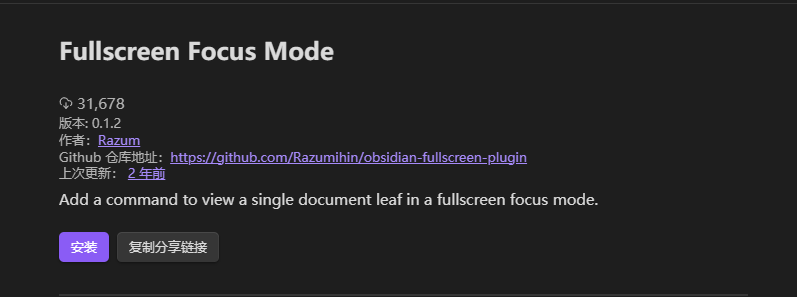 Fullscreen Focus Mode
31,678
版本: 0.1.2
作者：Razum
Github 仓库地址：https://github.com/Razumihin/obsidian-fullscreen-plugin
上次更新： 2 年前
Add a command to view a single document leaf in a fullscreen focus mode.
安装 复制分享链接